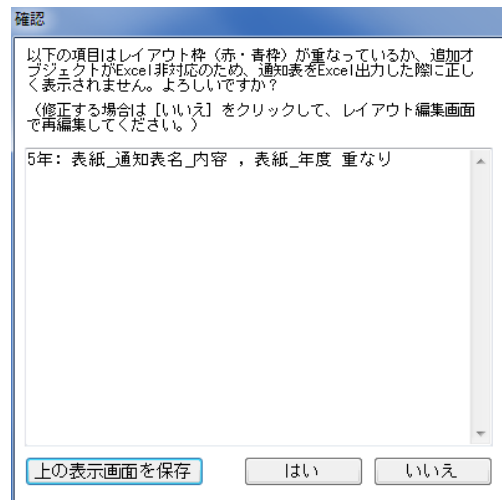 確認
以下の項目はレイアウト枠（赤・青枠）が重なっているか、追加オ
ブジェクトがExcel非対応のため、通知表をExcel出力した際に正し
く表示されません。よろしいですか？
（修正する場合は［いいえ］をクリックして、レイアウト編集画面
で再編集してください。）
5年: 表紙_通知表名_内容 , 表紙_年度 重なり
上の表示画面を保存
はい
いいえ